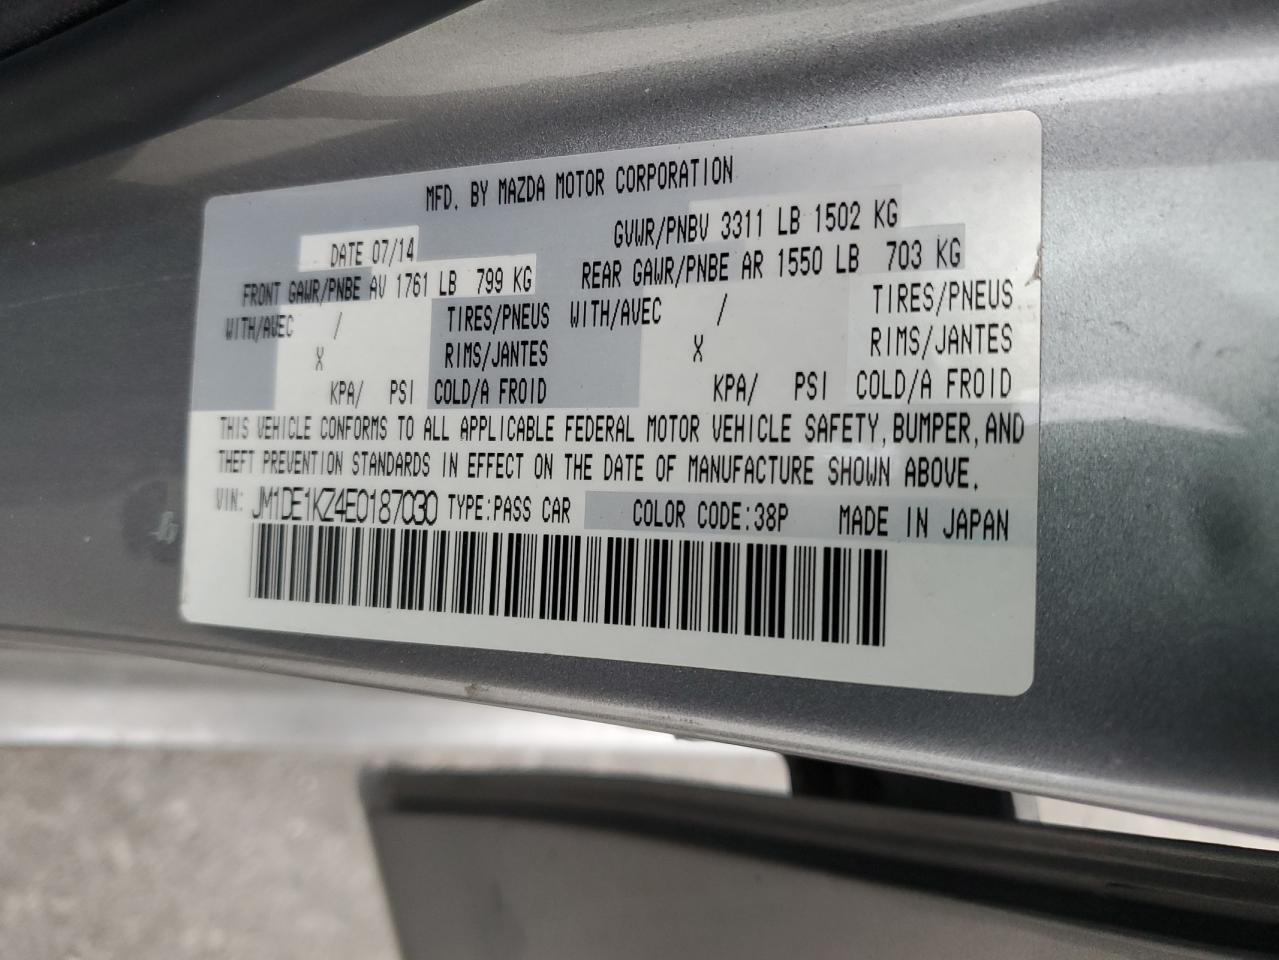 MFD. BY MAZDA MOTOR CORPORATION
DATE 07/14 GVWR/PNBV 3311 LB 1502 KG
FRONT GAWR/PNBE AV 1761 LB 799 KG REAR GAWR/PNBE AR 1550 LB 703 KG
WITH/AVEC / TIRES/PNEUS WITH/AVEC / TIRES/PNEUS
X RIMS/JANTES X RIMS/JANTES
KPA/ PSI COLD/A FROID KPA/ PSI COLD/A FROID
THIS VEHICLE CONFORMS TO ALL APPLICABLE FEDERAL MOTOR VEHICLE SAFETY, BUMPER, AND
THEFT PREVENTION STANDARDS IN EFFECT ON THE DATE OF MANUFACTURE SHOWN ABOVE.
VIN: JM1DE1KZ4E0187030 TYPE:PASS CAR COLOR CODE:38P MADE IN JAPAN